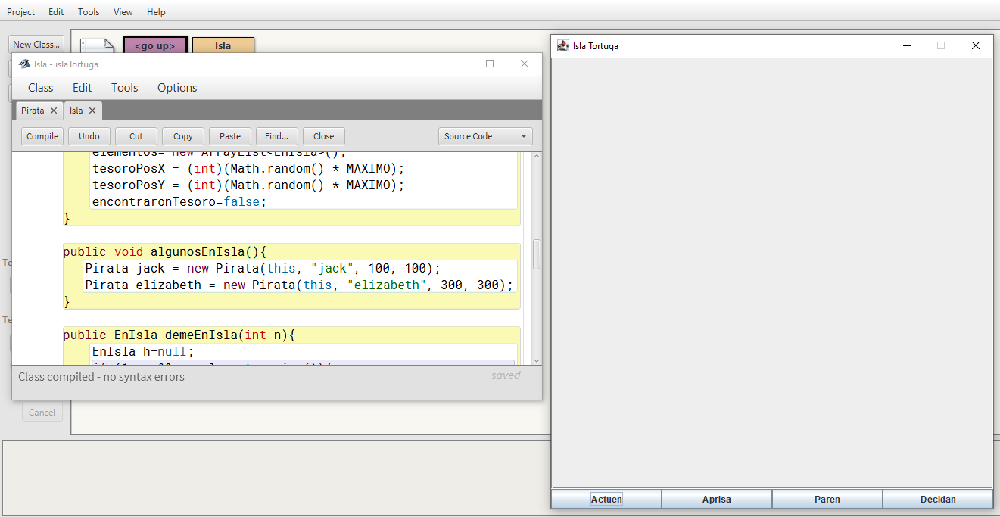 Project Edit Tools View Help
New Class...
<go up>
Isla
Isla - islaTortuga
Class Edit Tools Options
Pirata Isla
Compile Undo Cut Copy Paste Find... Close Source Code
elementos= new ArrayList<EnIsla>();
tesoroPosX = (int)(Math.random() * MAXIMO);
tesoroPosY = (int)(Math.random() * MAXIMO);
encontraronTesoro=false;
}
public void algunosEnIsla(){
Pirata jack = new Pirata(this, "jack", 100, 100);
Pirata elizabeth = new Pirata(this, "elizabeth", 300, 300);
}
public EnIsla demeEnIsla(int n){
EnIsla h=null;
Class compiled - no syntax errors
saved
Te
Te
Cancel
Isla Tortuga
Actuen Aprisa Paren Decidan